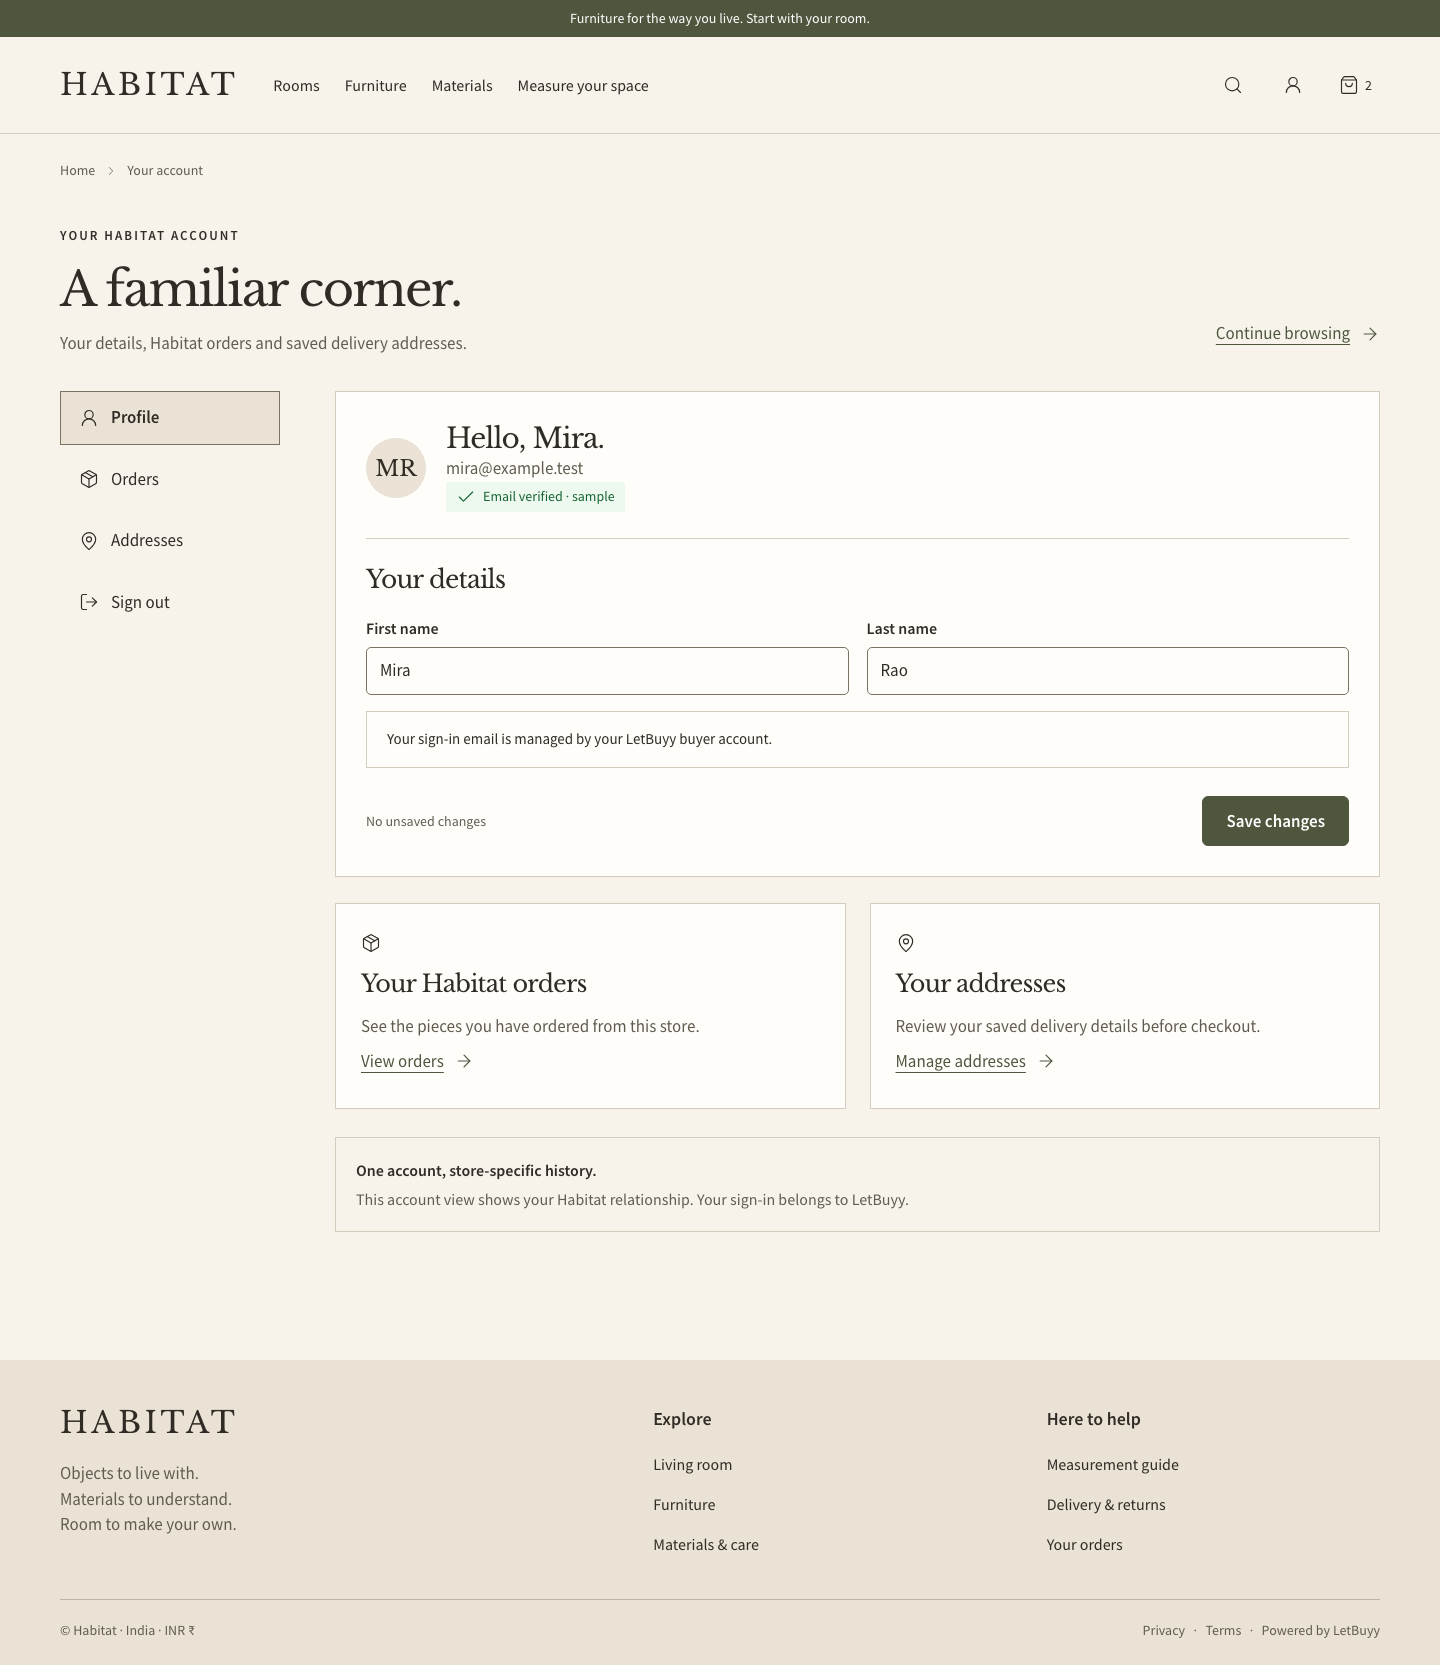 Furniture for the way you live. Start with your room.
HABITAT
Rooms
Furniture
Materials
Measure your space
2
Home
Your account
YOUR HABITAT ACCOUNT
A familiar corner.
Your details, Habitat orders and saved delivery addresses.
Continue browsing
Profile
Orders
Addresses
Sign out
MR
Hello, Mira.
mira@example.test
Email verified · sample
Your details
First name
Last name
Mira
Rao
Your sign-in email is managed by your LetBuyy buyer account.
No unsaved changes
Save changes
Your Habitat orders
See the pieces you have ordered from this store.
View orders
Your addresses
Review your saved delivery details before checkout.
Manage addresses
One account, store-specific history.
This account view shows your Habitat relationship. Your sign-in belongs to LetBuyy.
HABITAT
Objects to live with.
Materials to understand.
Room to make your own.
Explore
Living room
Furniture
Materials & care
Here to help
Measurement guide
Delivery & returns
Your orders
© Habitat · India · INR ₹
Privacy · Terms · Powered by LetBuyy